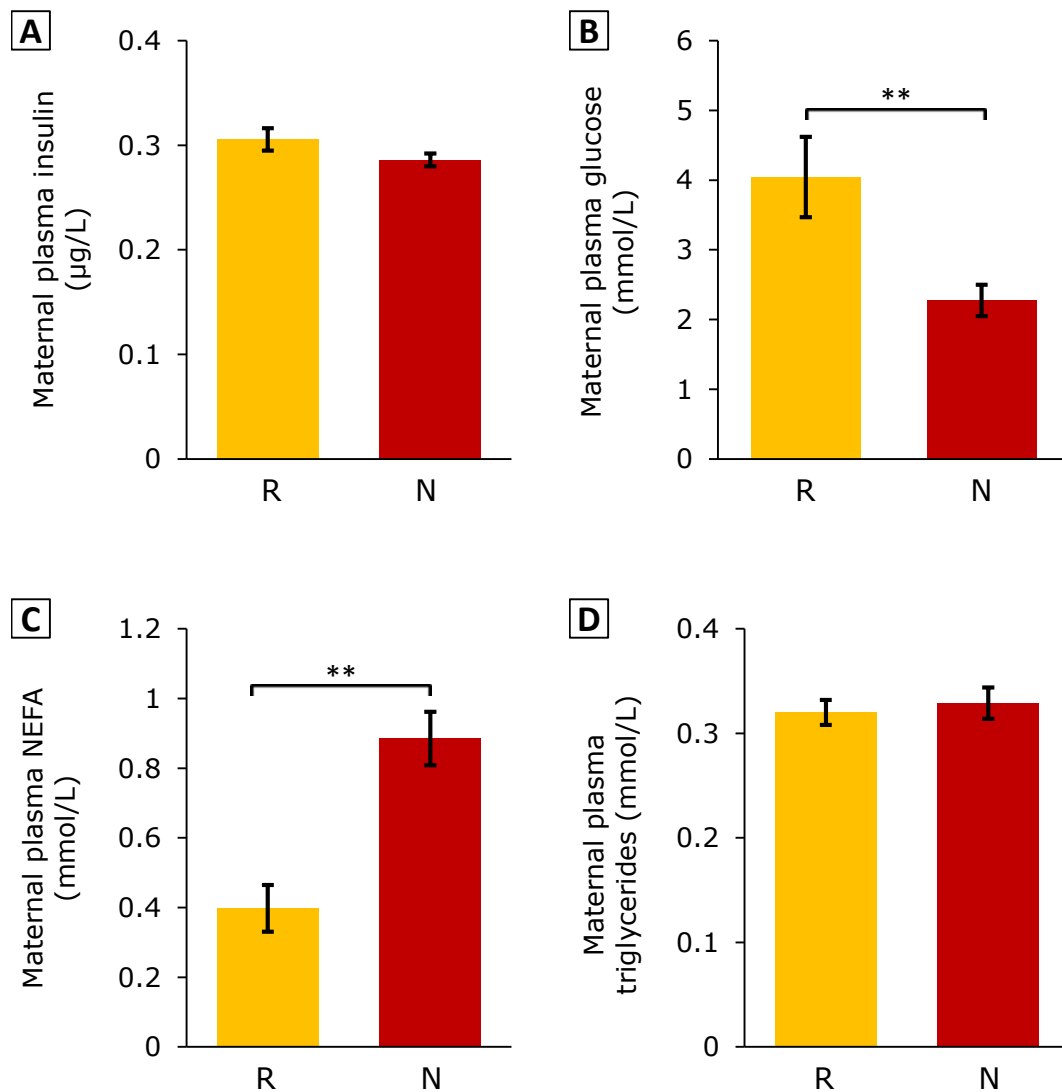 A
Maternal plasma insulin
(µg/L)
0.4
0.3
0.2
0.1
0
R
N
B
Maternal plasma glucose
(mmol/L)
6
5
4
3
2
1
0
**
R
N
C
Maternal plasma NEFA
(mmol/L)
1.2
1
0.8
0.6
0.4
0.2
0
**
R
N
D
Maternal plasma
triglycerides (mmol/L)
0.4
0.3
0.2
0.1
0
R
N